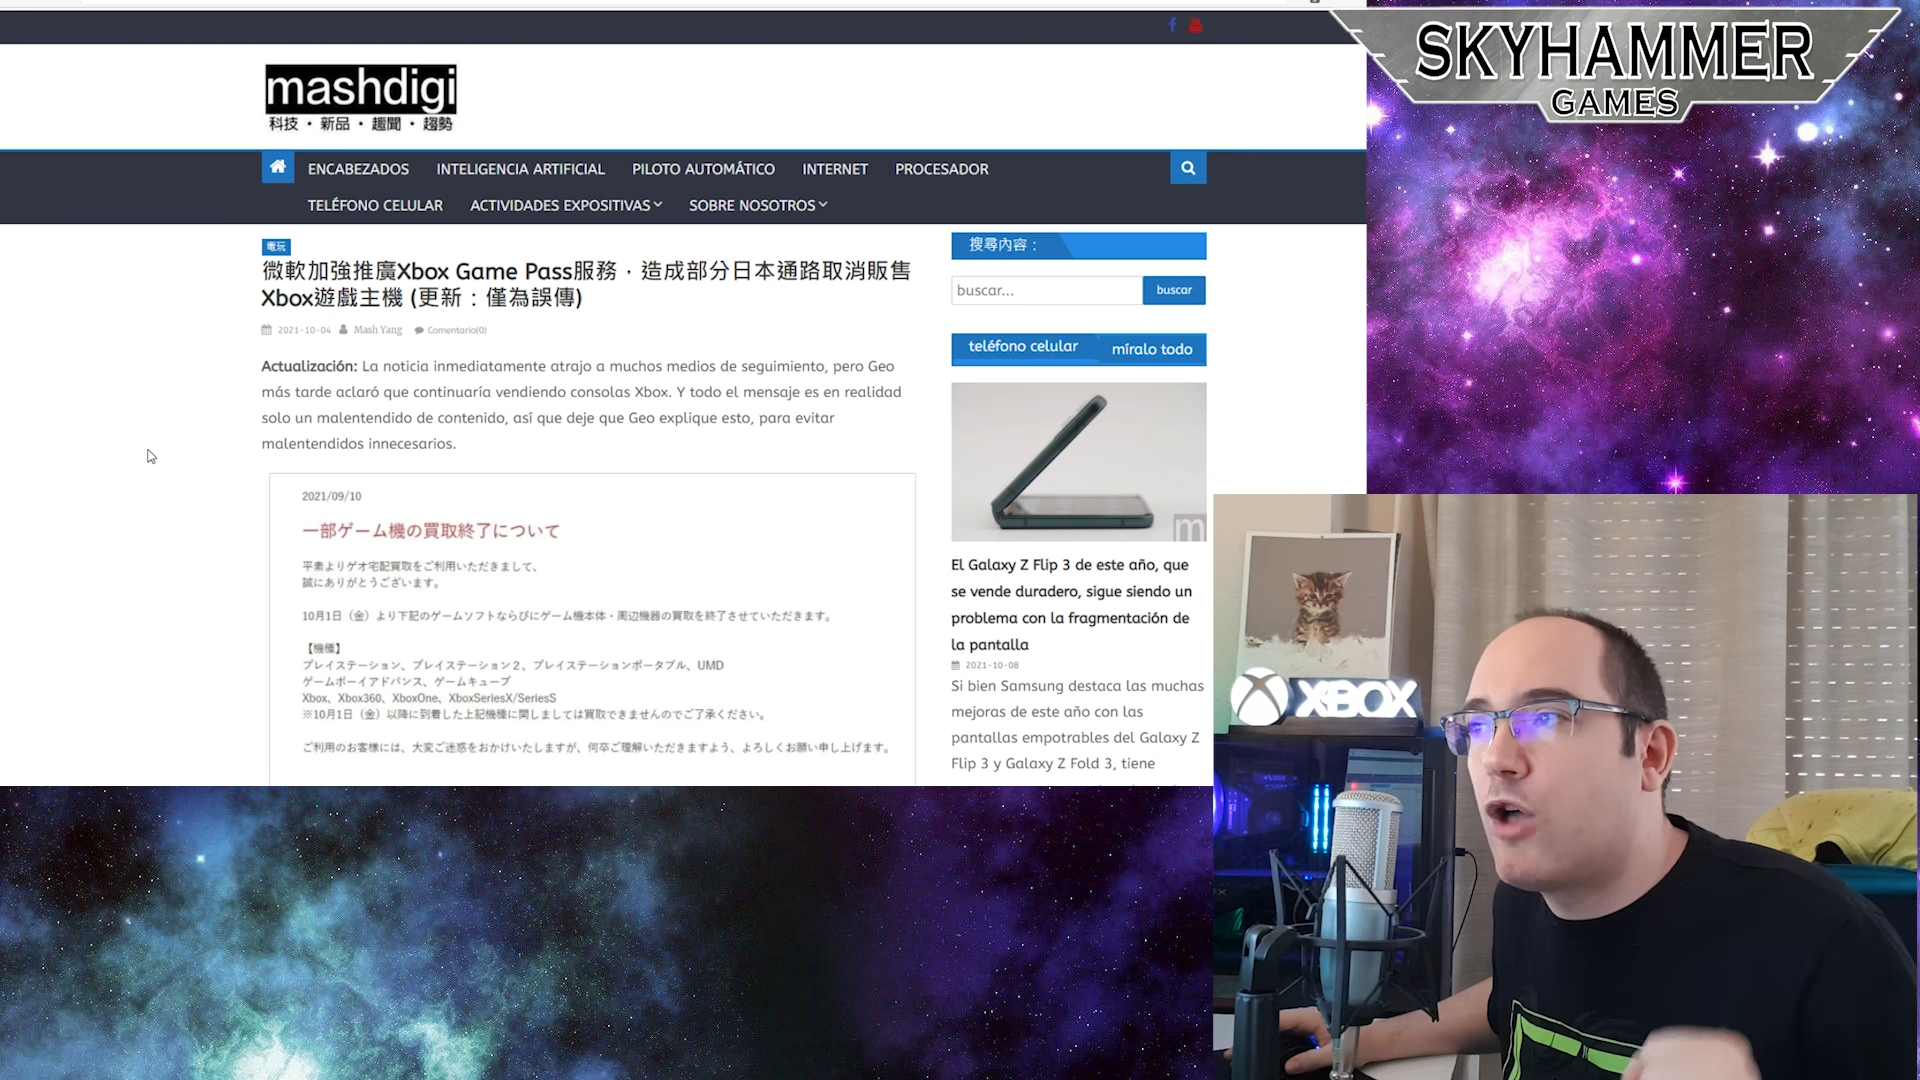 mashdigi
科技・新品・趣聞・趨勢
ENCABEZADOS INTELIGENCIA ARTIFICIAL PILOTO AUTOMÁTICO INTERNET PROCESADOR
TELÉFONO CELULAR ACTIVIDADES EXPOSITIVAS SOBRE NOSOTROS
電玩
微軟加強推廣Xbox Game Pass服務，造成部分日本通路取消販售
Xbox遊戲主機 (更新：僅為誤傳)
2021-10-04 Mash Yang Comentario(0)
Actualización: La noticia inmediatamente atrajo a muchos medios de seguimiento, pero Geo
más tarde aclaró que continuaría vendiendo consolas Xbox. Y todo el mensaje es en realidad
solo un malentendido de contenido, así que deje que Geo explique esto, para evitar
malentendidos innecesarios.
2021/09/10
一部ゲーム機の買取終了について
平素よりゲオ宅配買取をご利用いただきまして、
誠にありがとうございます。
10月1日（金）より下記のゲームソフトならびにゲーム機本体・周辺機器の買取を終了させていただきます。
【機種】
プレイステーション、プレイステーション２、プレイステーションポータブル、UMD
ゲームボーイアドバンス、ゲームキューブ
Xbox、Xbox360、XboxOne、XboxSeriesX/SeriesS
※10月1日（金）以降に到着した上記機種に関しましては買取できませんのでご了承ください。
ご利用のお客様には、大変ご迷惑をおかけいたしますが、何卒ご理解いただきますよう、よろしくお願い申し上げます。
搜尋內容：
buscar...
buscar
teléfono celular
míralo todo
m
El Galaxy Z Flip 3 de este año, que
se vende duradero, sigue siendo un
problema con la fragmentación de
la pantalla
2021-10-08
Si bien Samsung destaca las muchas
mejoras de este año con las
pantallas empotrables del Galaxy Z
Flip 3 y Galaxy Z Fold 3, tiene
SKYHAMMER
GAMES
XBOX